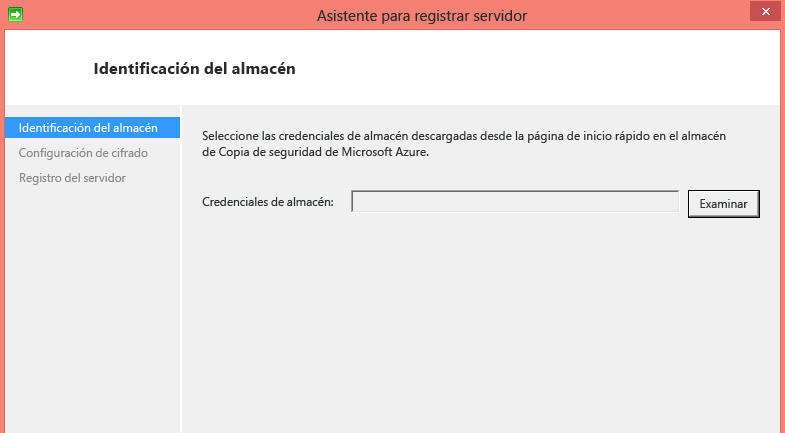 Asistente para registrar servidor
Identificación del almacén
Identificación del almacén
Configuración de cifrado
Registro del servidor
Seleccione las credenciales de almacén descargadas desde la página de inicio rápido en el almacén
de Copia de seguridad de Microsoft Azure.
Credenciales de almacén:
Examinar